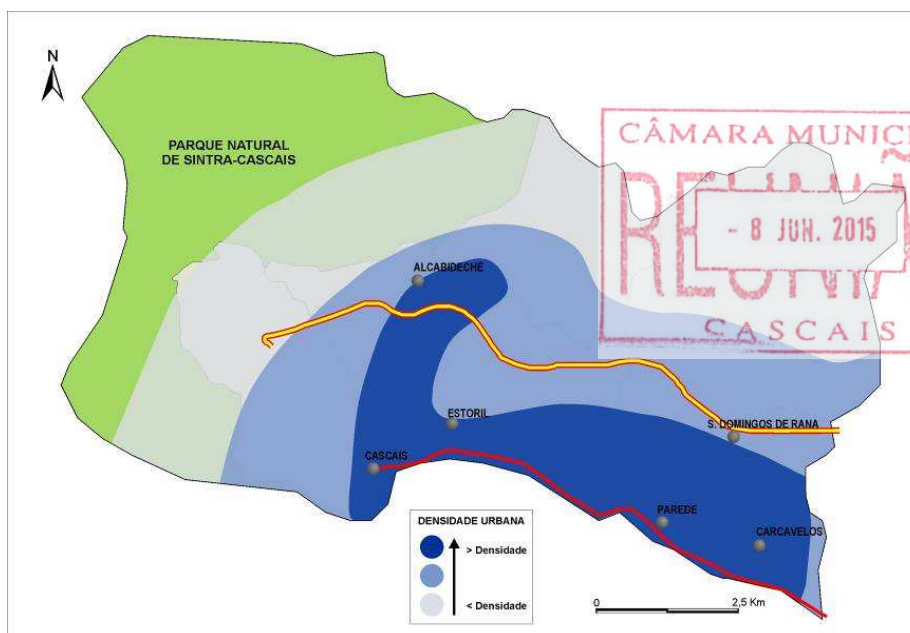 N
PARQUE NATURAL
DE SINTRA-CASCAIS
CÂMARA MUNICI
- 8 JUN. 2015
CASCAIS
ALCABIDECHE
ESTORIL
S. DOMINGOS DE RANA
CASCAIS
PAREDE
CARCAVELOS
DENSIDADE URBANA
> Densidade
< Densidade
0
2,5 Km